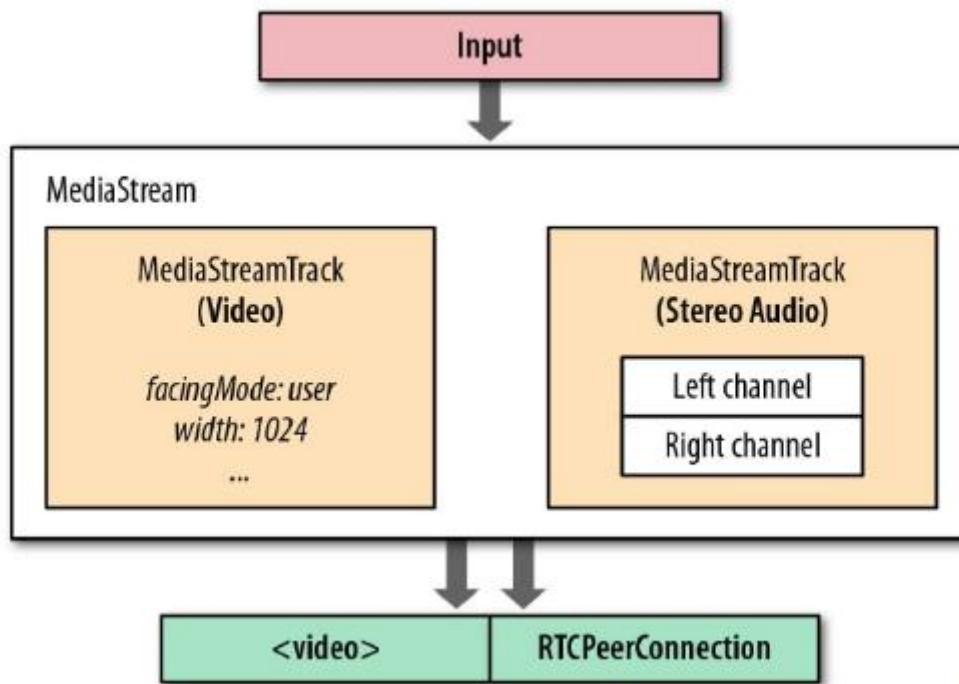 Input
MediaStream
MediaStreamTrack
(Video)
facingMode: user
width: 1024
...
MediaStreamTrack
(Stereo Audio)
Left channel
Right channel
<video>
RTCPeerConnection